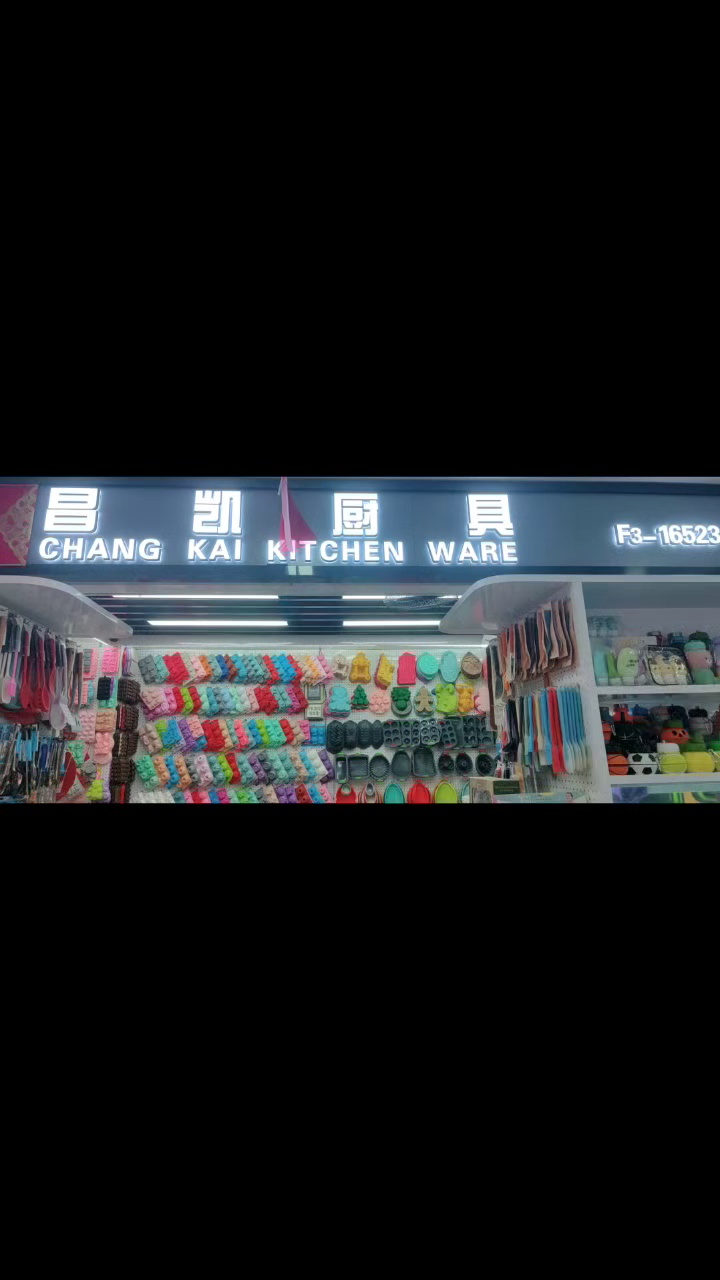 昌凯厨具
CHANG KAI KITCHEN WARE
F3-16523